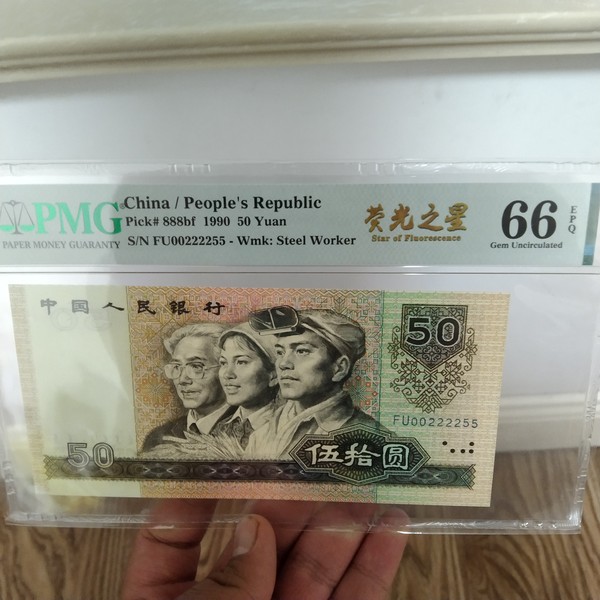 PMG
PAPER MONEY GUARANTY
China / People's Republic
Pick# 888bf 1990 50 Yuan
S/N FU00222255 - Wmk: Steel Worker
荧光之星
Star of Fluorescence
66 EPQ
Gem Uncirculated
中国人民银行
50
FU00222255
50
伍拾圆